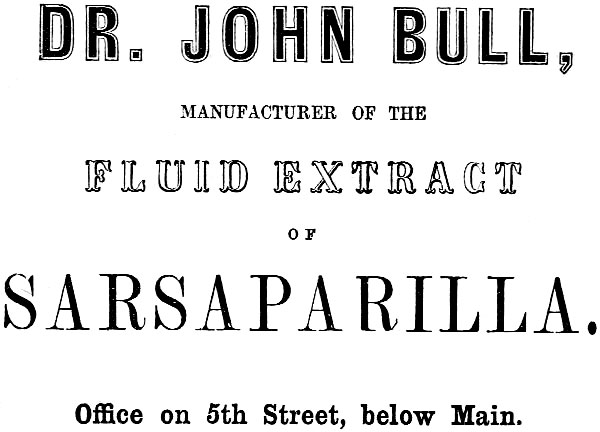 DR. JOHN BULL,
MANUFACTURER OF THE
FLUID EXTRACT
OF
SARSAPARILLA.
Office on 5th Street, below Main.